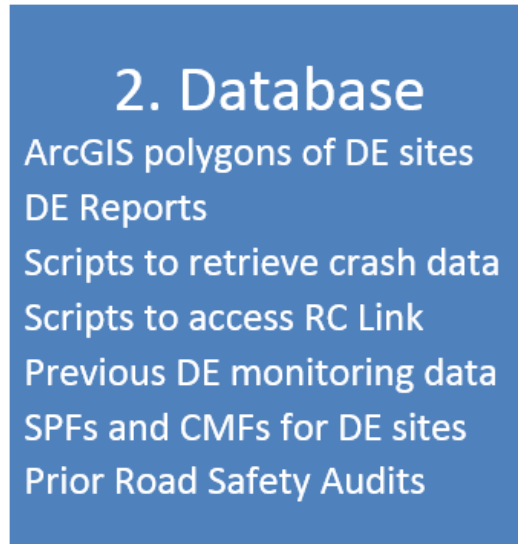 2. Database
ArcGIS polygons of DE sites
DE Reports
Scripts to retrieve crash data
Scripts to access RC Link
Previous DE monitoring data
SPFs and CMFs for DE sites
Prior Road Safety Audits